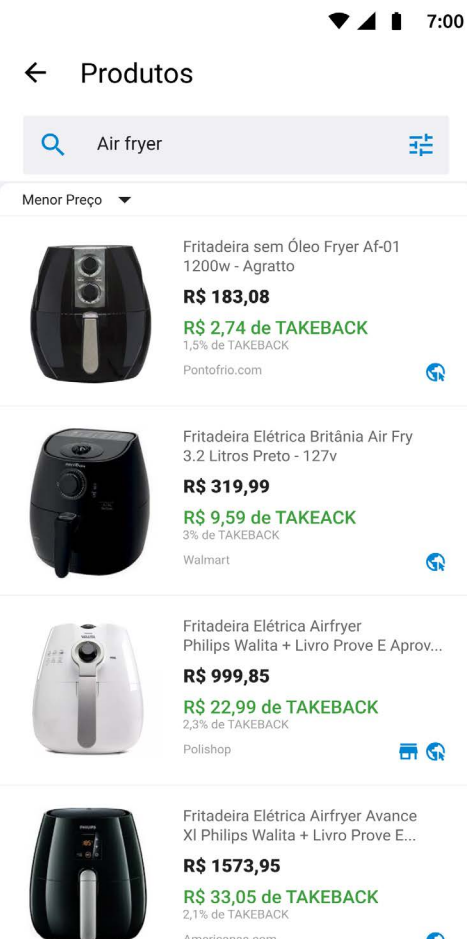 7:00
Produtos
Air fryer
Menor Preço
Fritadeira sem Óleo Fryer Af-01
1200w - Agratto
R$ 183,08
R$ 2,74 de TAKEBACK
1,5% de TAKEBACK
Pontofrio.com
Fritadeira Elétrica Britânia Air Fry
3.2 Litros Preto - 127v
R$ 319,99
R$ 9,59 de TAKEACK
3% de TAKEBACK
Walmart
Fritadeira Elétrica Airfryer
Philips Walita + Livro Prove E Aprov...
R$ 999,85
R$ 22,99 de TAKEBACK
2,3% de TAKEBACK
Polishop
PHILIPS
Fritadeira Elétrica Airfryer Avance
Xl Philips Walita + Livro Prove E...
R$ 1573,95
R$ 33,05 de TAKEBACK
2,1% de TAKEBACK